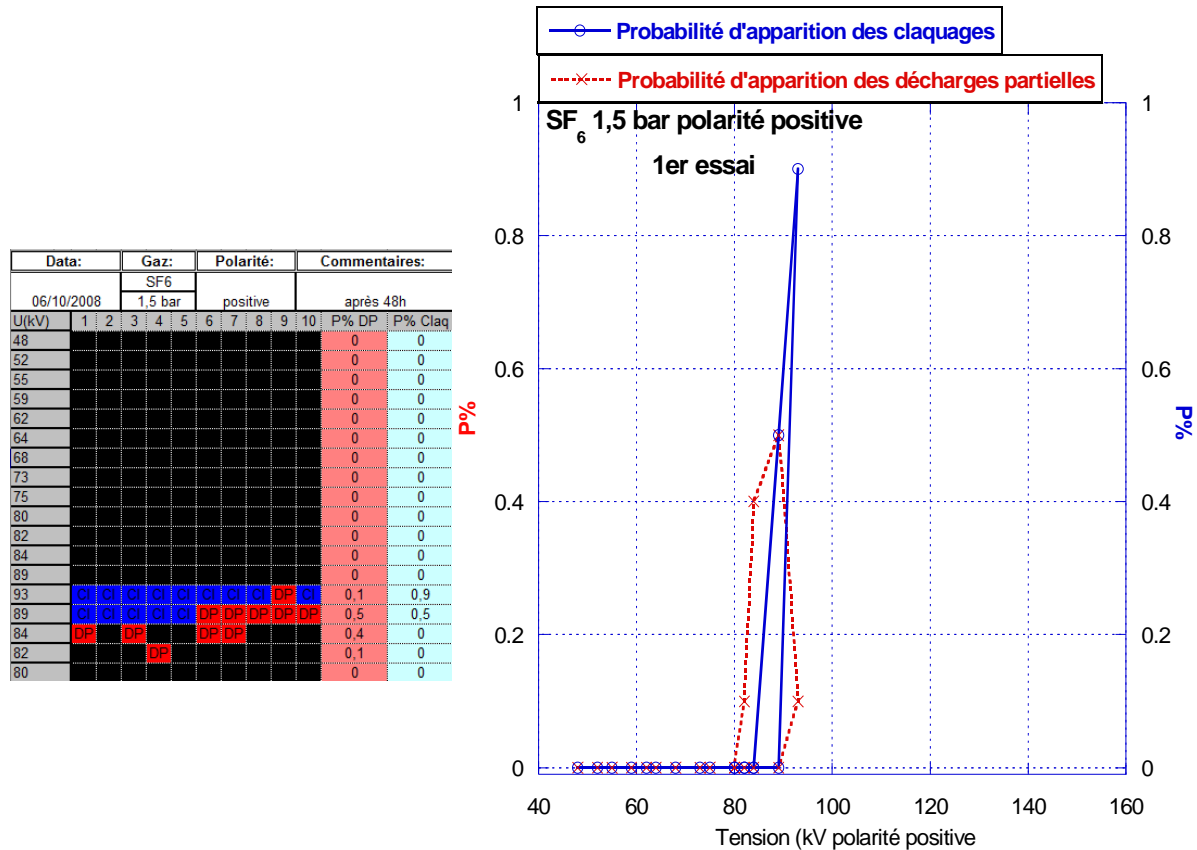 Probabilité d'apparition des claquages
Probabilité d'apparition des décharges partielles
SF6 1,5 bar polarité positive
1er essai
Data: Gaz: Polarité: Commentaires:
SF6
06/10/2008 1,5 bar positive après 48h
U(kV) 1 2 3 4 5 6 7 8 9 10 P% DP P% Claq
48 0 0
52 0 0
55 0 0
59 0 0
62 0 0
64 0 0
68 0 0
73 0 0
75 0 0
80 0 0
82 0 0
84 0 0
89 0 0
93 Cl Cl Cl Cl Cl Cl Cl Cl DP Cl 0,1 0,9
89 Cl Cl Cl Cl Cl DP DP DP DP DP 0,5 0,5
84 DP DP DP DP 0,4 0
82 DP 0,1 0
80 0 0
P%
1
0.8
0.6
0.4
0.2
0
1
0.8
0.6
0.4
0.2
0
P%
40 60 80 100 120 140 160
Tension (kV polarité positive